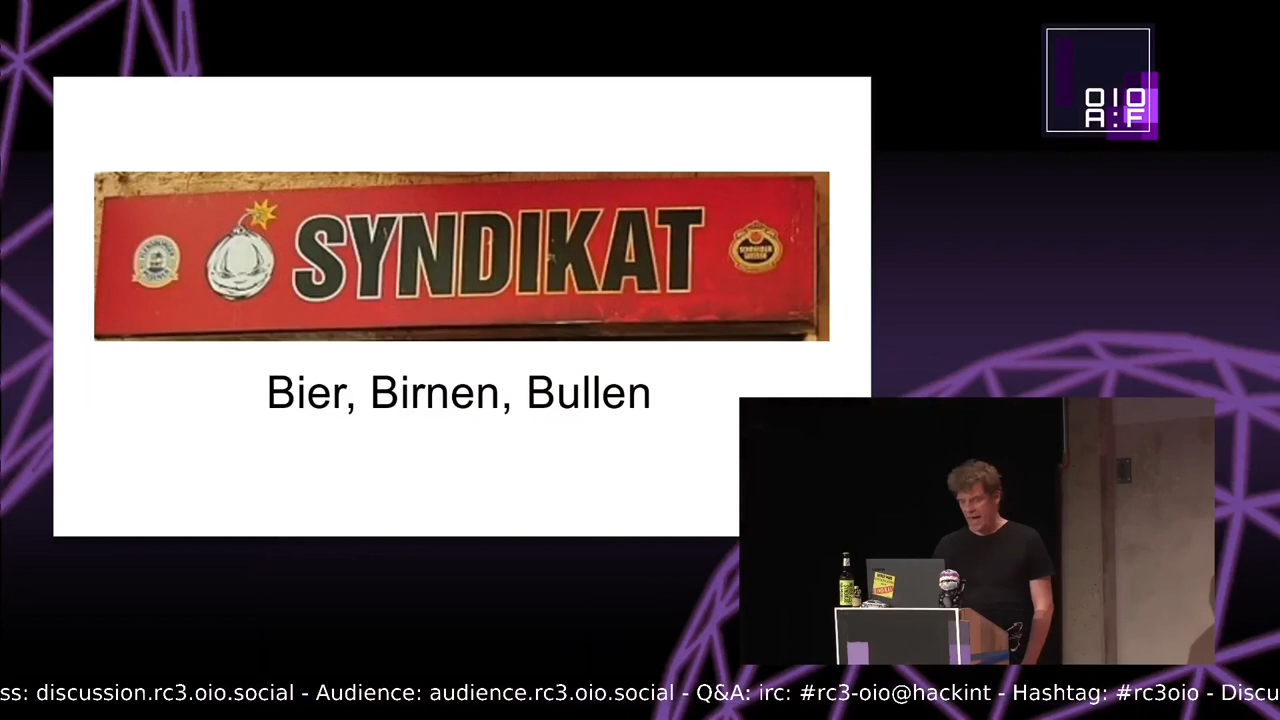 OIO
A:F
SYNDIKAT
Bier, Birnen, Bullen
ss: discussion.rc3.oio.social - Audience: audience.rc3.oio.social - Q&A: irc: #rc3-oio@hackint - Hashtag: #rc3oio - Discu